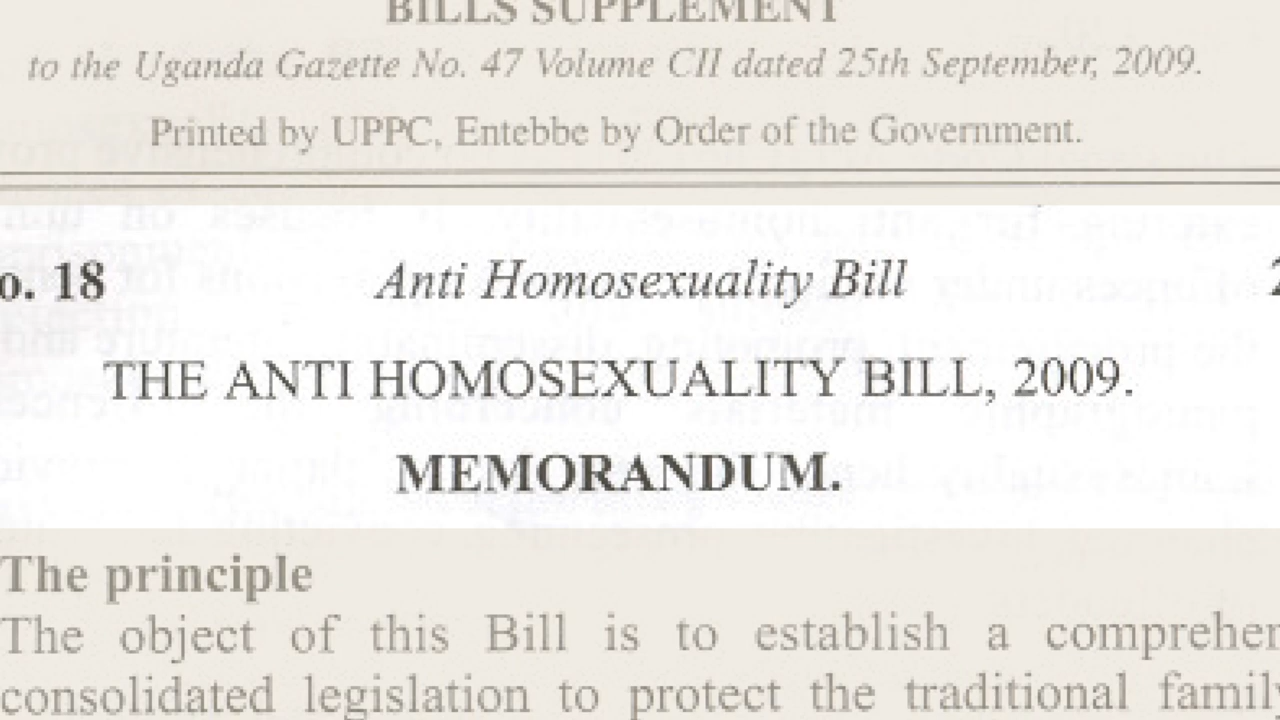 BILLS SUPPLEMENT
to the Uganda Gazette No. 47 Volume CII dated 25th September, 2009.
Printed by UPPC, Entebbe by Order of the Government.
o. 18 Anti Homosexuality Bill 2
THE ANTI HOMOSEXUALITY BILL, 2009.
MEMORANDUM.
The principle
The object of this Bill is to establish a comprehen
consolidated legislation to protect the traditional family